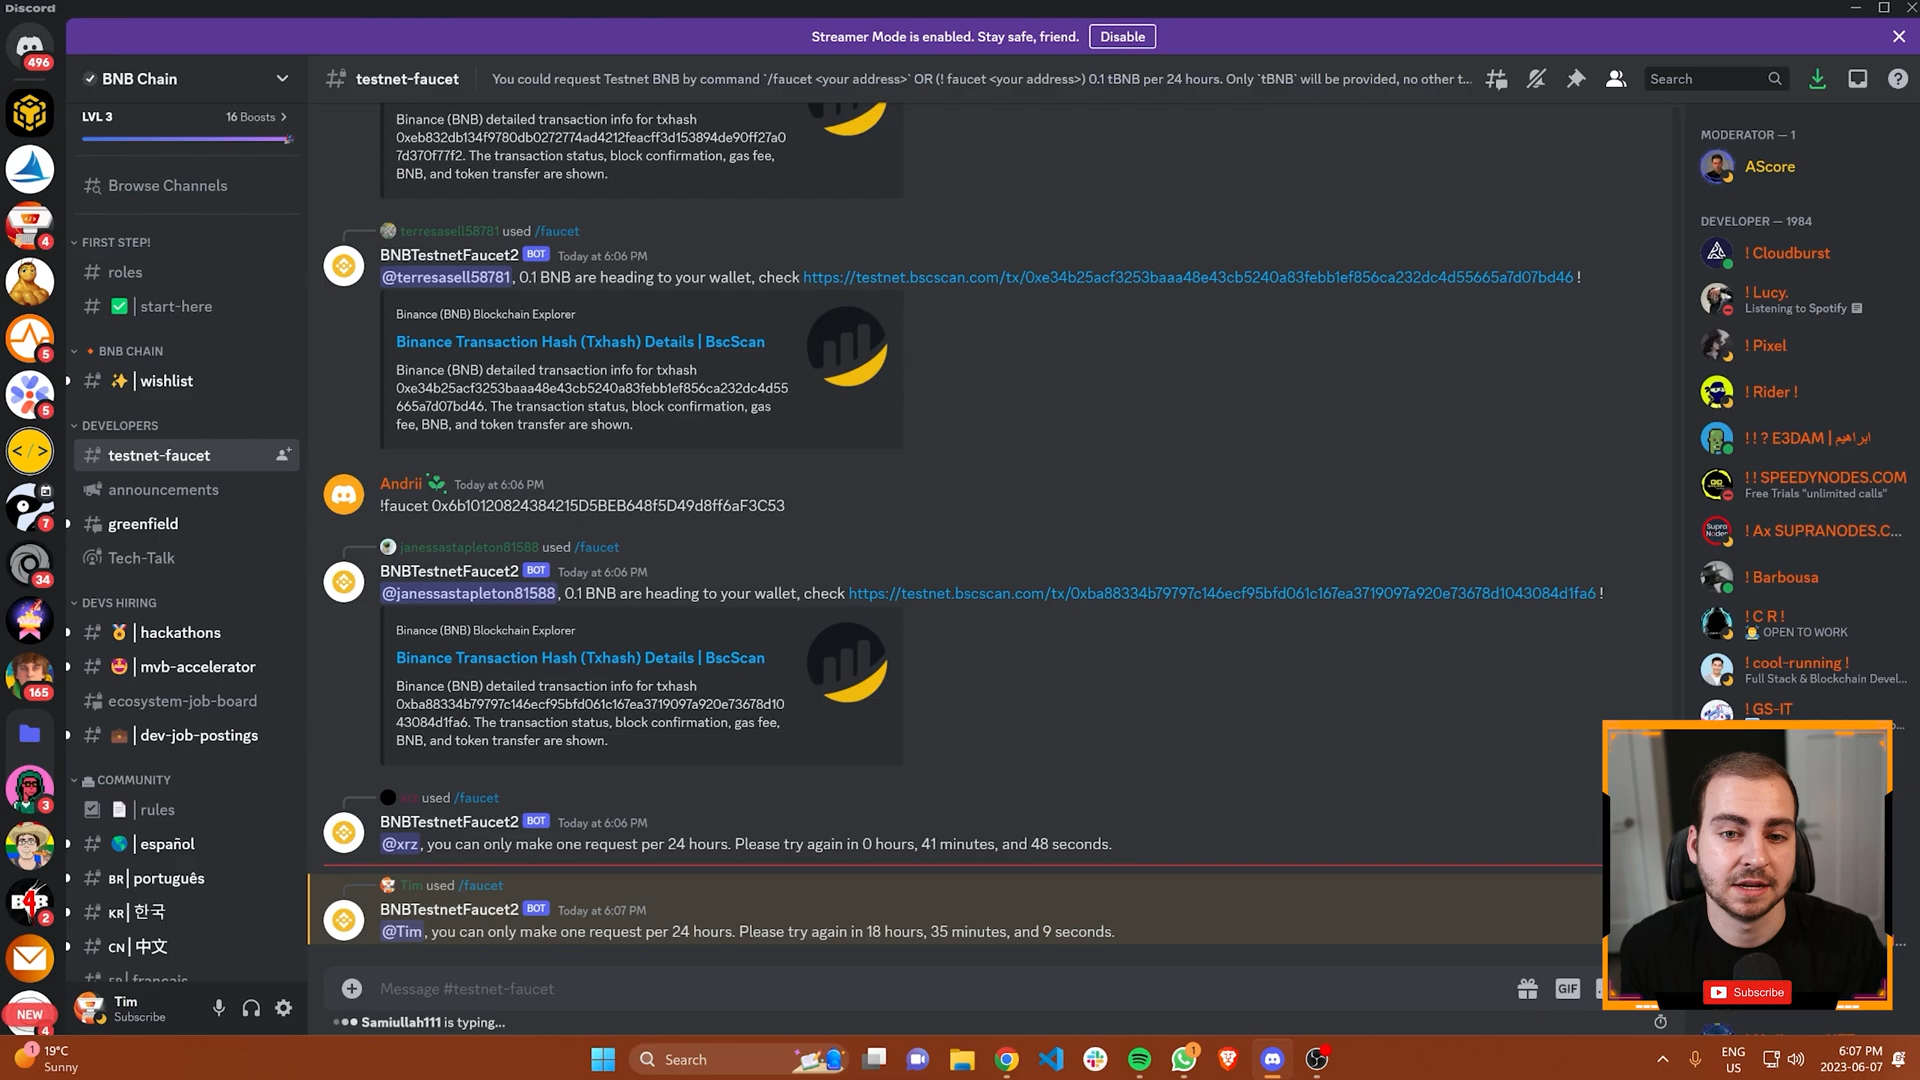 Discord
Streamer Mode is enabled. Stay safe, friend.
Disable
496
4
5
5
7
34
165
3
2
NEW
4
BNB Chain
LVL 3
16 Boosts
Browse Channels
FIRST STEP!
roles
| start-here
BNB CHAIN
| wishlist
DEVELOPERS
testnet-faucet
announcements
greenfield
Tech-Talk
DEVS HIRING
| hackathons
| mvb-accelerator
ecosystem-job-board
| dev-job-postings
COMMUNITY
| rules
| español
BR | português
KR | 한국
CN | 中文
Tim
Subscribe
testnet-faucet
You could request Testnet BNB by command `/faucet <your address>` OR (! faucet <your address>) 0.1 tBNB per 24 hours. Only `tBNB` will be provided, no other t...
Search
Binance (BNB) detailed transaction info for txhash
0xeb832db134f9780db0272774ad4212feacff3d153894de90ff27a0
7d370f77f2. The transaction status, block confirmation, gas fee,
BNB, and token transfer are shown.
terresasell58781 used /faucet
BNBTestnetFaucet2 BOT Today at 6:06 PM
@terresasell58781, 0.1 BNB are heading to your wallet, check https://testnet.bscscan.com/tx/0xe34b25acf3253baaa48e43cb5240a83febb1ef856ca232dc4d55665a7d07bd46 !
Binance (BNB) Blockchain Explorer
Binance Transaction Hash (Txhash) Details | BscScan
Binance (BNB) detailed transaction info for txhash
0xe34b25acf3253baaa48e43cb5240a83febb1ef856ca232dc4d55
665a7d07bd46. The transaction status, block confirmation, gas
fee, BNB, and token transfer are shown.
Andrii Today at 6:06 PM
!faucet 0x6b10120824384215D5BEB648f5D49d8ff6aF3C53
janessastapleton81588 used /faucet
BNBTestnetFaucet2 BOT Today at 6:06 PM
@janessastapleton81588, 0.1 BNB are heading to your wallet, check https://testnet.bscscan.com/tx/0xba88334b79797c146ecf95bfd061c167ea3719097a920e73678d1043084d1fa6 !
Binance (BNB) Blockchain Explorer
Binance Transaction Hash (Txhash) Details | BscScan
Binance (BNB) detailed transaction info for txhash
0xba88334b79797c146ecf95bfd061c167ea3719097a920e73678d10
43084d1fa6. The transaction status, block confirmation, gas fee,
BNB, and token transfer are shown.
used /faucet
BNBTestnetFaucet2 BOT Today at 6:06 PM
@xrz, you can only make one request per 24 hours. Please try again in 0 hours, 41 minutes, and 48 seconds.
Tim used /faucet
BNBTestnetFaucet2 BOT Today at 6:07 PM
@Tim, you can only make one request per 24 hours. Please try again in 18 hours, 35 minutes, and 9 seconds.
Message #testnet-faucet
GIF
Samiullah111 is typing...
MODERATOR — 1
AScore
DEVELOPER — 1984
! Cloudburst
! Lucy.
Listening to Spotify
! Pixel
! Rider !
! ! ? E3DAM | ابراهيم
! ! SPEEDYNODES.COM
Free Trials "unlimited calls"
! Ax SUPRANODES.C...
! Barbousa
! C R !
OPEN TO WORK
! cool-running !
Full Stack & Blockchain Devel...
! GS-IT
Subscribe
1
19°C
Sunny
Search
1
ENG
US
6:07 PM
2023-06-07